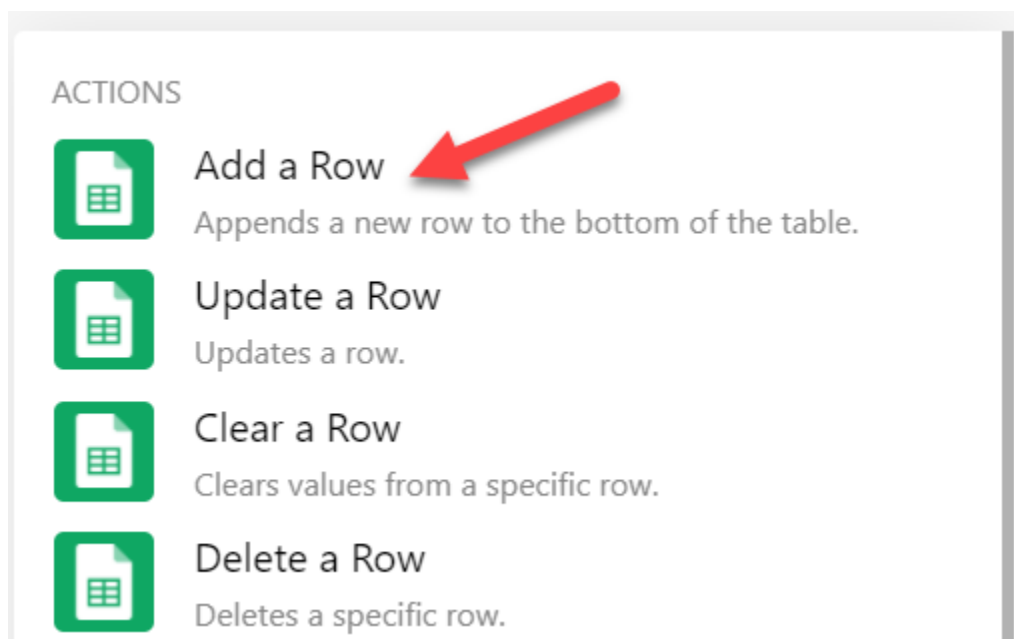 ACTIONS
Add a Row
Appends a new row to the bottom of the table.
Update a Row
Updates a row.
Clear a Row
Clears values from a specific row.
Delete a Row
Deletes a specific row.